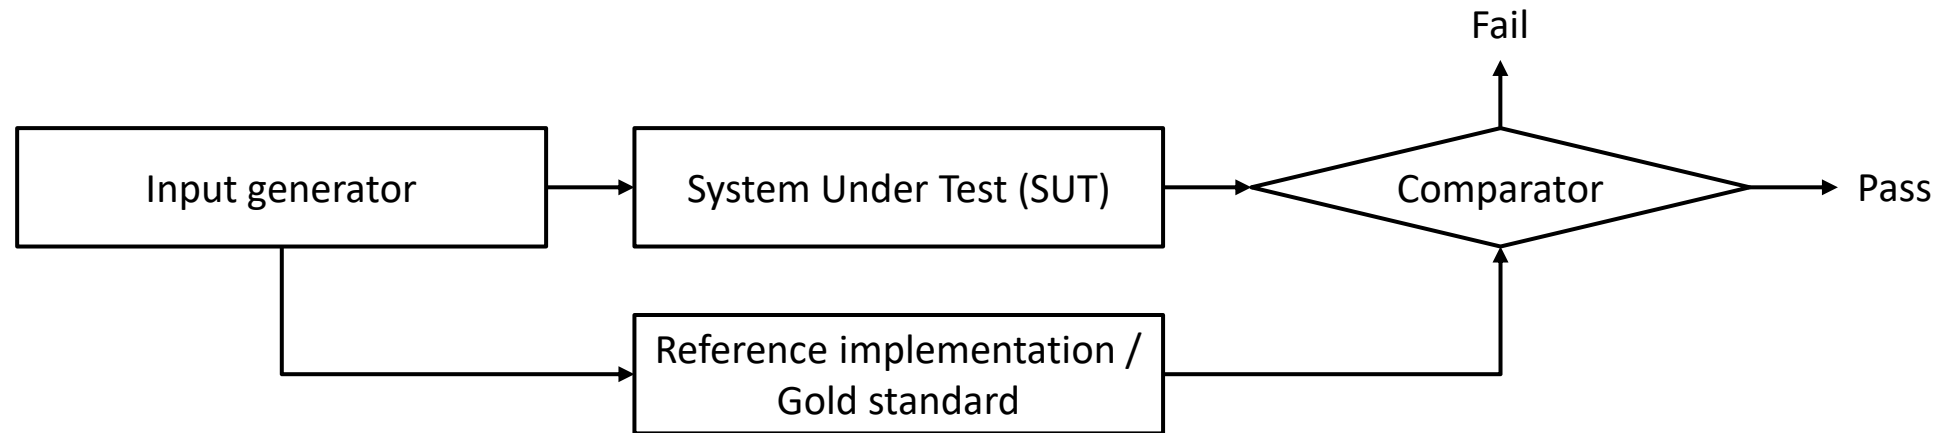 Fail
Input generator
System Under Test (SUT)
Comparator
Pass
Reference implementation /
Gold standard